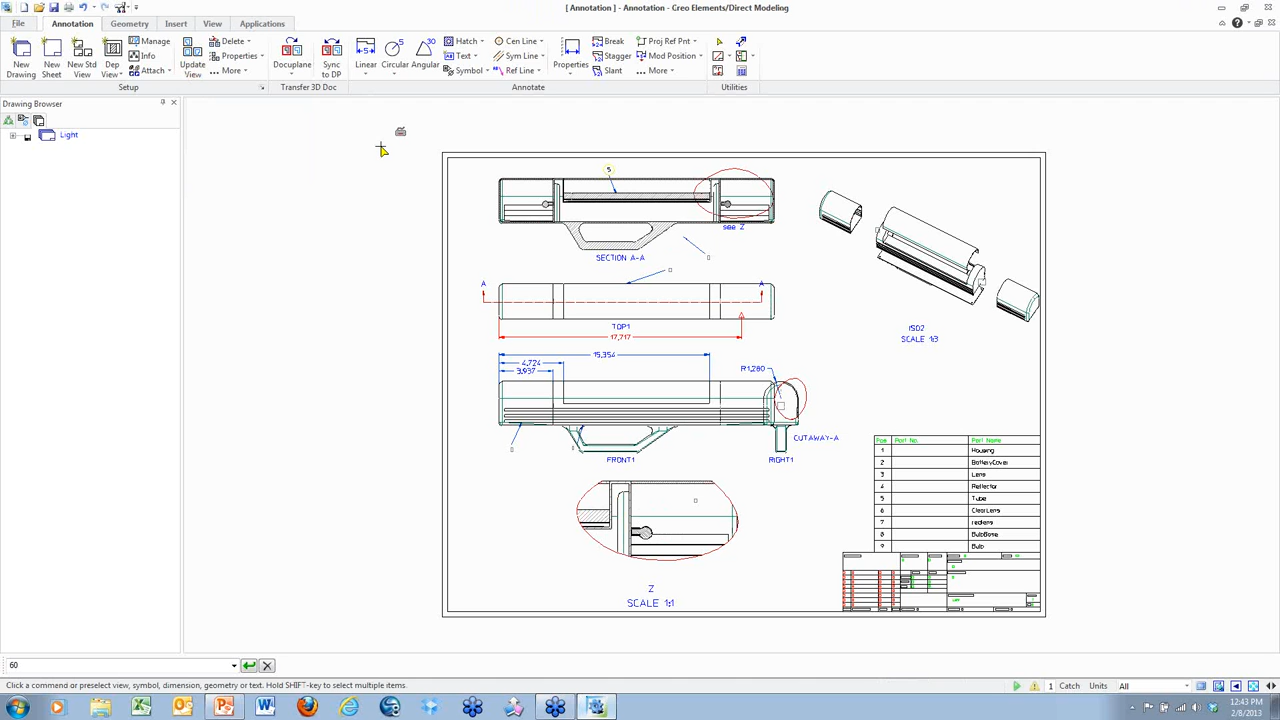 [ Annotation ] - Annotation - Creo Elements/Direct Modeling
File Annotation Geometry Insert View Applications
New Drawing
New Sheet
New Std View
Dep View
Manage
Info
Attach
Update View
Delete
Properties
More
Docuplane
Sync to DP
Linear
Circular
Angular
Hatch
Text
Symbol
Cen Line
Sym Line
Ref Line
Properties
Break
Stagger
Slant
Proj Ref Pnt
Mod Position
More
Setup Transfer 3D Doc Annotate Utilities
Drawing Browser
Light
5
see Z
SECTION A-A
A A
TOP1
17,717
15,354
4,724
3,937
R1,280
CUTAWAY-A
FRONT1 RIGHT1
ISO2
SCALE 1:3
Z
SCALE 1:1
Pos Part No. Part Name
1 Housing
2 BatteryCover
3 Lens
4 Reflector
5 Tube
6 ClearLens
7 redLens
8 BulbBase
9 Bulb
60
Click a command or preselect view, symbol, dimension, geometry or text. Hold SHIFT-key to select multiple items.
1 Catch Units All
12:43 PM
2/8/2013